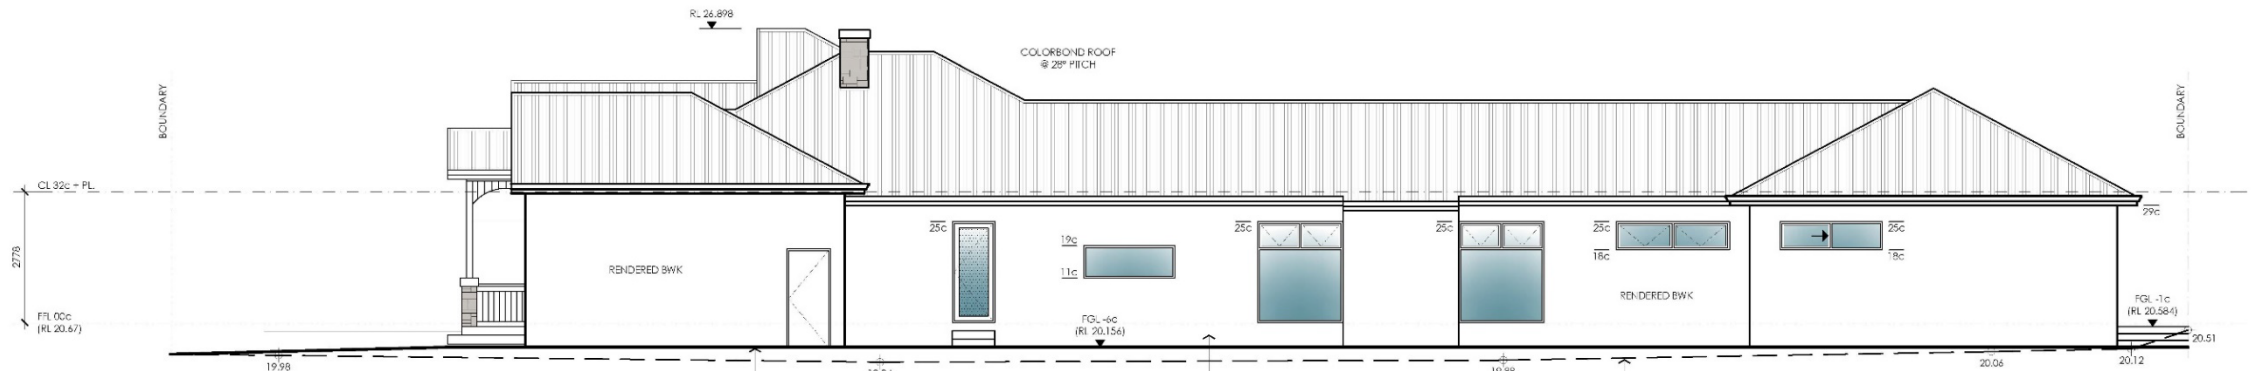 RL 26.898
COLORBOND ROOF
@ 28° PITCH
BOUNDARY
BOUNDARY
CL 32c + PL.
2778
FFL 00c
(RL 20.67)
RENDERED BWK
25c
19c
11c
25c
25c
25c
18c
25c
18c
29c
RENDERED BWK
FGL -6c
(RL 20.156)
FGL -1c
(RL 20.584)
20.51
19.98
20.06
20.12